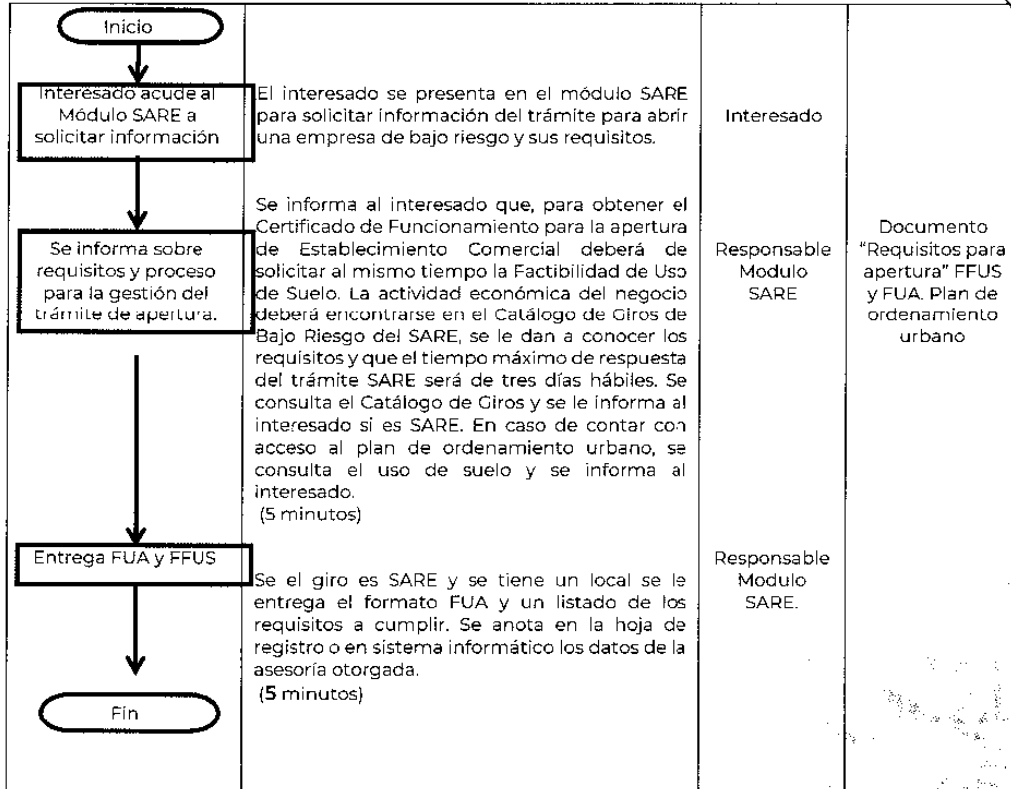 Inicio
Interesado acude al
Módulo SARE a
solicitar información
El interesado se presenta en el módulo SARE
para solicitar información del trámite para abrir
una empresa de bajo riesgo y sus requisitos.
Interesado
Se informa sobre
requisitos y proceso
para la gestión del
trámite de apertura.
Se informa al interesado que, para obtener el
Certificado de Funcionamiento para la apertura
de Establecimiento Comercial deberá de
solicitar al mismo tiempo la Factibilidad de Uso
de Suelo. La actividad económica del negocio
deberá encontrarse en el Catálogo de Giros de
Bajo Riesgo del SARE, se le dan a conocer los
requisitos y que el tiempo máximo de respuesta
del trámite SARE será de tres días hábiles. Se
consulta el Catálogo de Giros y se le informa al
interesado si es SARE. En caso de contar con
acceso al plan de ordenamiento urbano, se
consulta el uso de suelo y se informa al
interesado.
(5 minutos)
Responsable
Modulo
SARE
Documento
"Requisitos para
apertura" FFUS
y FUA. Plan de
ordenamiento
urbano
Entrega FUA y FFUS
Se el giro es SARE y se tiene un local se le
entrega el formato FUA y un listado de los
requisitos a cumplir. Se anota en la hoja de
registro o en sistema informático los datos de la
asesoría otorgada.
(5 minutos)
Responsable
Modulo
SARE.
Fin